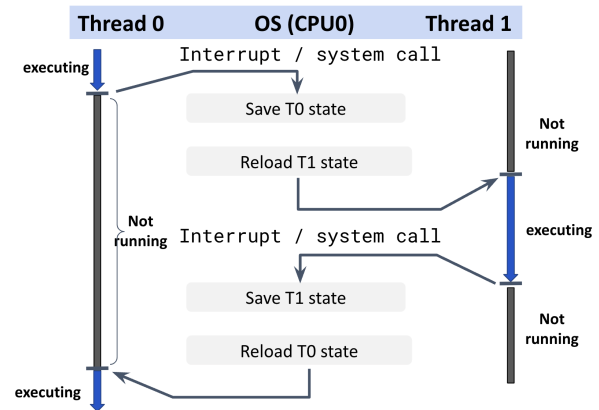 Thread 0 OS (CPU0) Thread 1
Interrupt / system call
executing
Save T0 state
Not
running
Reload T1 state
Not
running
executing
Interrupt / system call
Save T1 state
Not
running
Reload T0 state
executing